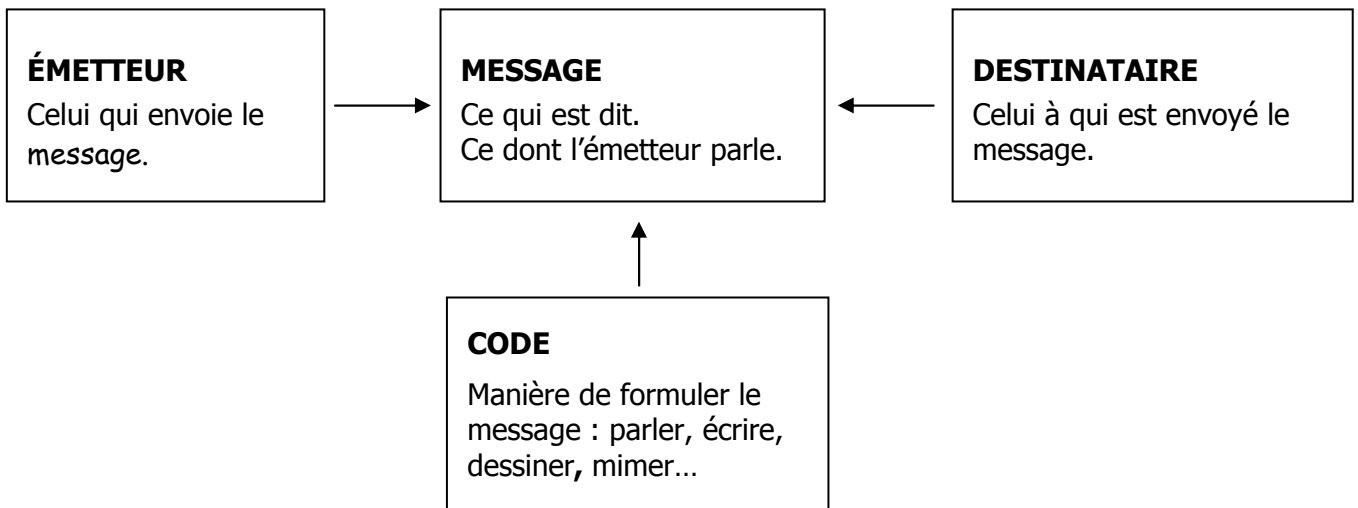 ÉMETTEUR
Celui qui envoie le
message.
MESSAGE
Ce qui est dit.
Ce dont l’émetteur parle.
DESTINATAIRE
Celui à qui est envoyé le
message.
CODE
Manière de formuler le
message : parler, écrire,
dessiner, mimer…